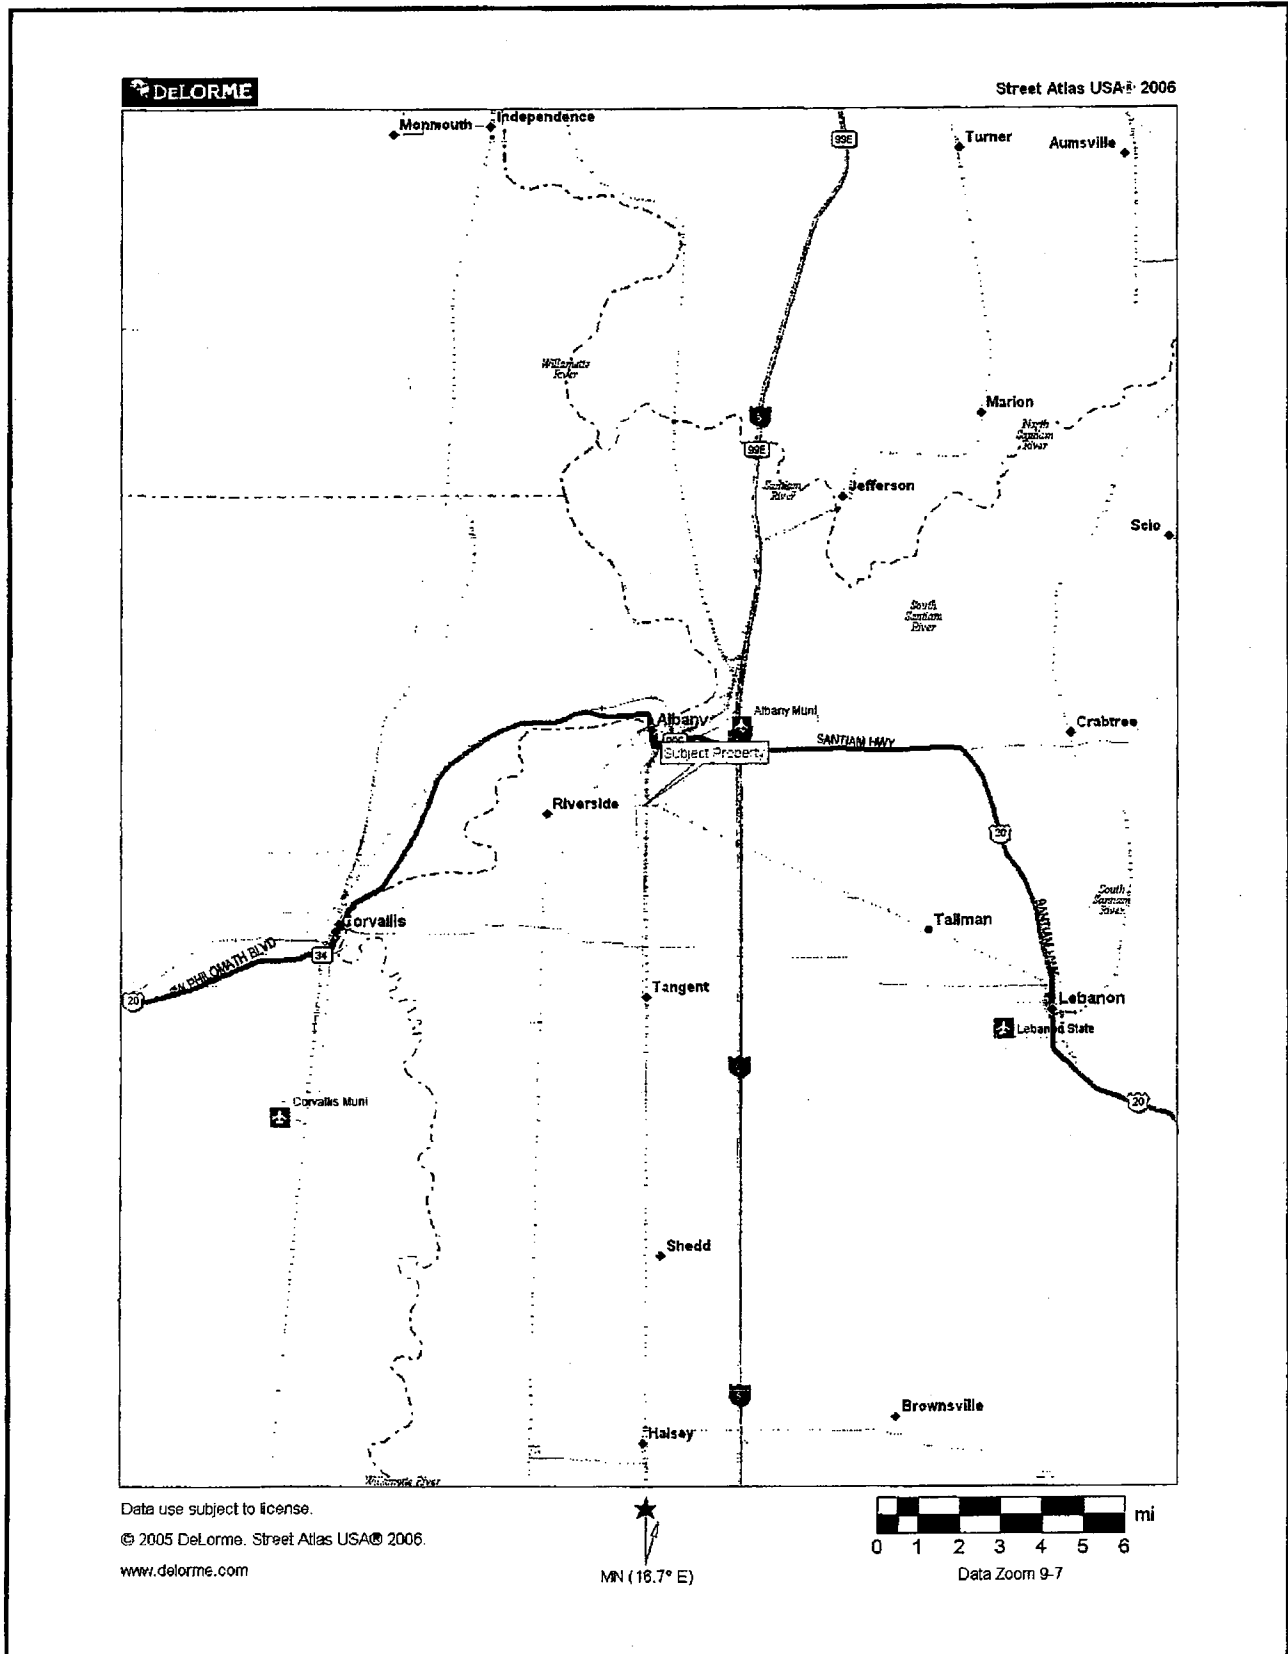 DELORME
Street Atlas USA® 2006
Monmouth
Independence
99E
Turner
Aumsville
Willamette River
5
Marion
North Santiam River
99E
Santiam River
Jefferson
Scio
South Santiam River
Albany
Albany Muni
Crabtree
SANTIAM HWY
Subject Property
Riverside
20
South Santiam River
Corvallis
Tallman
SANTIAM HWY
34
SW PHILOMATH BLVD
20
Tangent
Lebanon
Lebanon State
Corvallis Muni
5
20
Shedd
5
Brownsville
Halsey
Willamette River
Data use subject to license.
© 2005 DeLorme. Street Atlas USA® 2006.
www.delorme.com
MN (16.7° E)
mi
0 1 2 3 4 5 6
Data Zoom 9-7